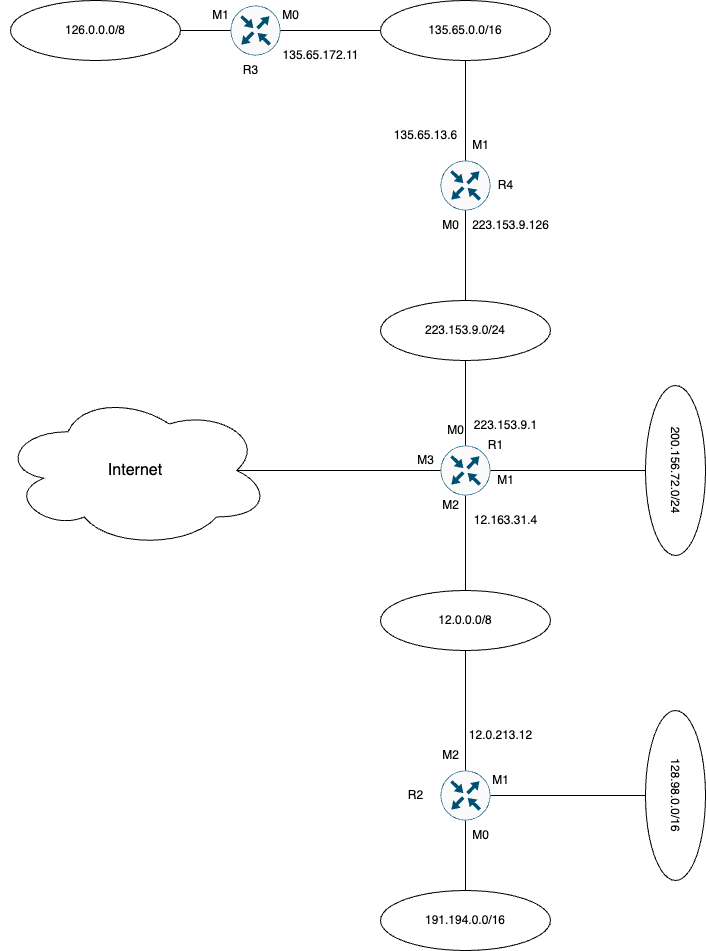 M1
M0
126.0.0.0/8
135.65.0.0/16
135.65.172.11
R3
135.65.13.6
M1
R4
M0
223.153.9.126
223.153.9.0/24
M0
223.153.9.1
R1
M3
Internet
M1
200.156.72.0/24
M2
12.163.31.4
12.0.0.0/8
12.0.213.12
M2
M1
R2
128.98.0.0/16
M0
191.194.0.0/16